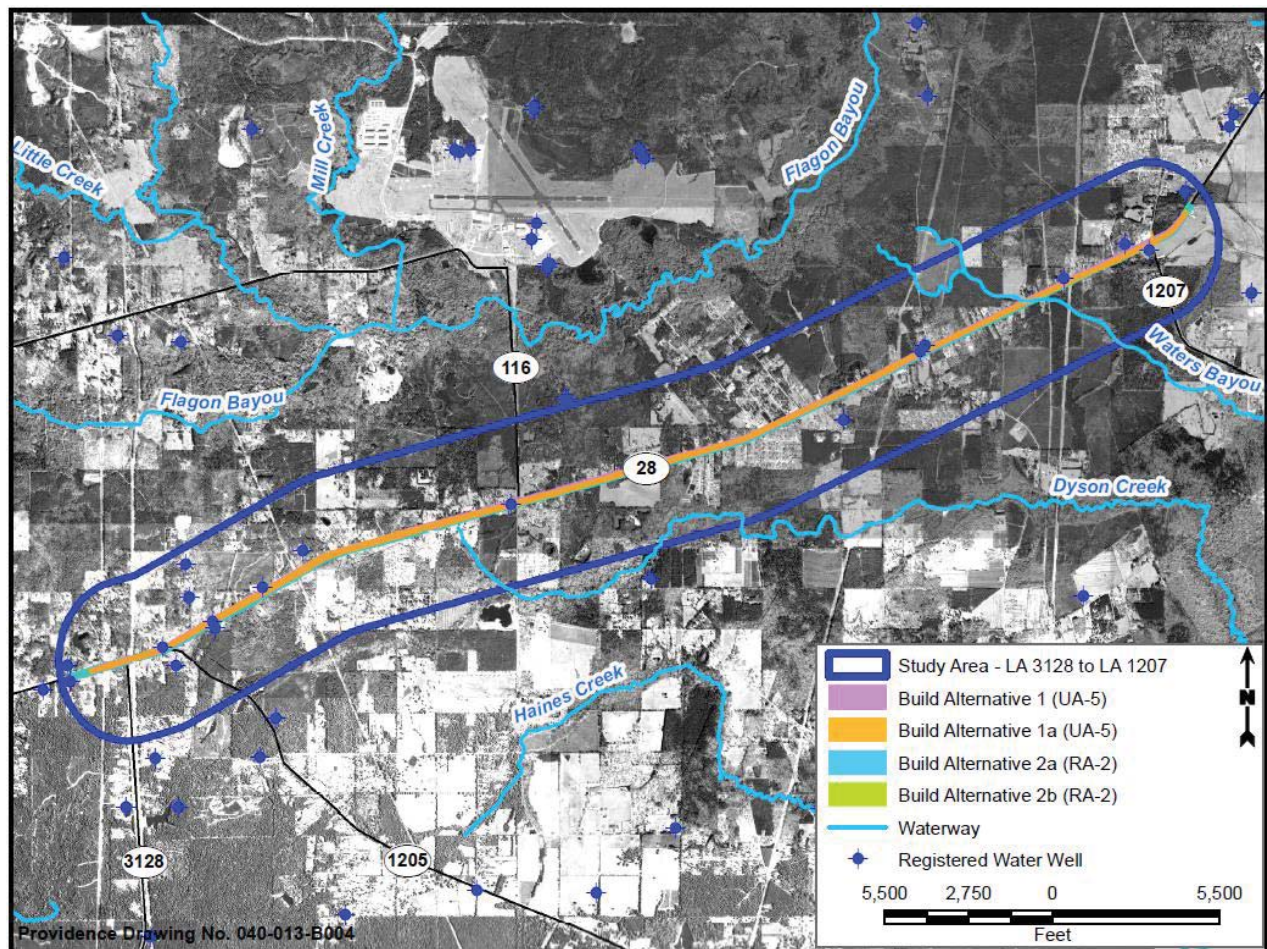 Little Creek
Mill Creek
Flagon Bayou
1207
116
Waters Bayou
Flagon Bayou
28
Dyson Creek
Haines Creek
3128
1205
Study Area - LA 3128 to LA 1207
Build Alternative 1 (UA-5)
Build Alternative 1a (UA-5)
Build Alternative 2a (RA-2)
Build Alternative 2b (RA-2)
Waterway
Registered Water Well
N
5,500 2,750 0 5,500
Feet
Providence Drawing No. 040-013-B004